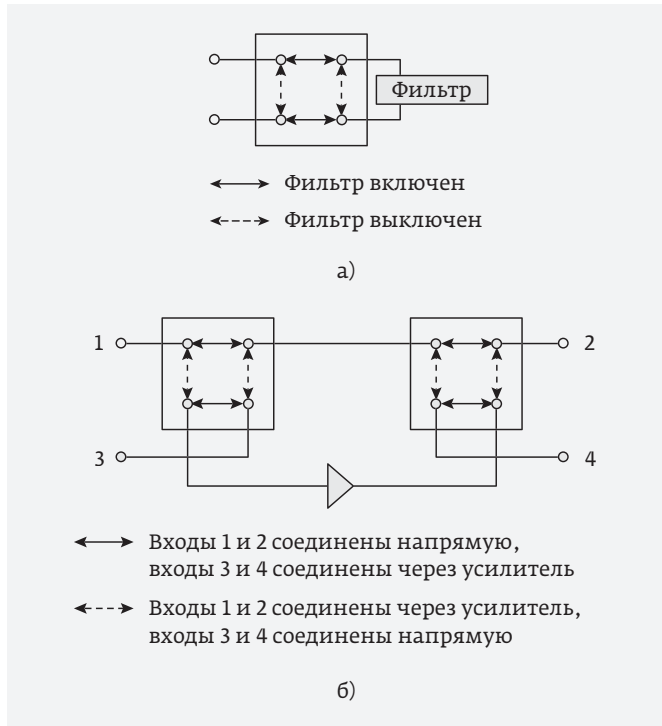 Фильтр
Фильтр включен
Фильтр выключен
а)
1
2
3
4
Входы 1 и 2 соединены напрямую,
входы 3 и 4 соединены через усилитель
Входы 1 и 2 соединены через усилитель,
входы 3 и 4 соединены напрямую
б)